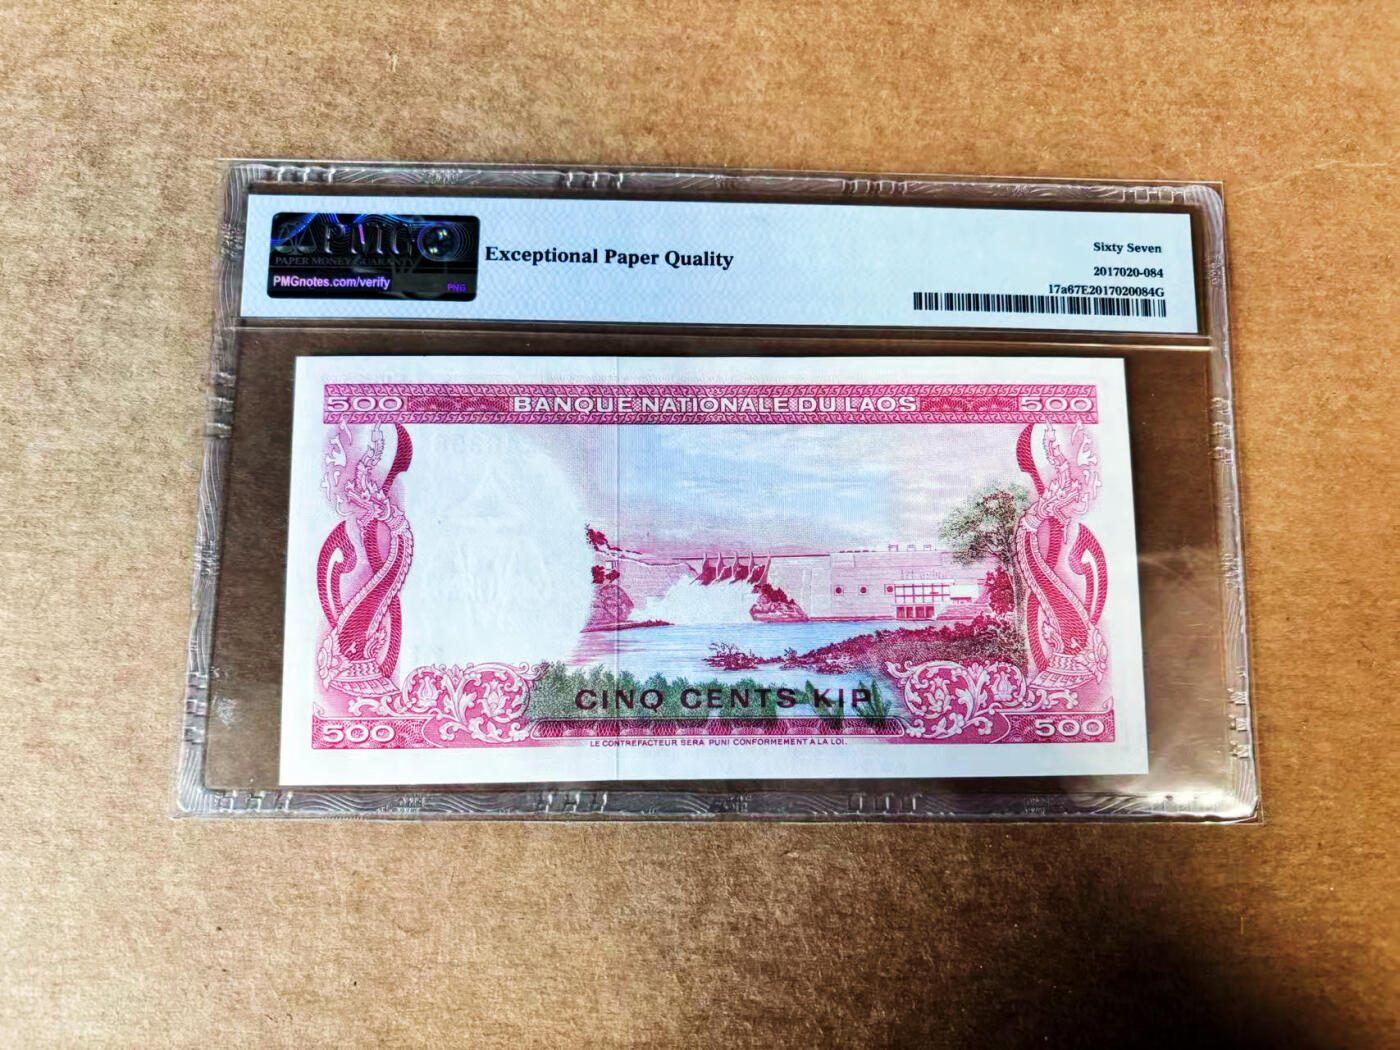 PMG
PAPER MONEY GUARANTY
PMGnotes.com/verify
PNG
Exceptional Paper Quality
Sixty Seven
2017020-084
17a67E2017020084G
500 BANQUE NATIONALE DU LAOS 500
CINQ CENTS KIP
500 500
LE CONTREFACTEUR SERA PUNI CONFORMEMENT A LA LOI.